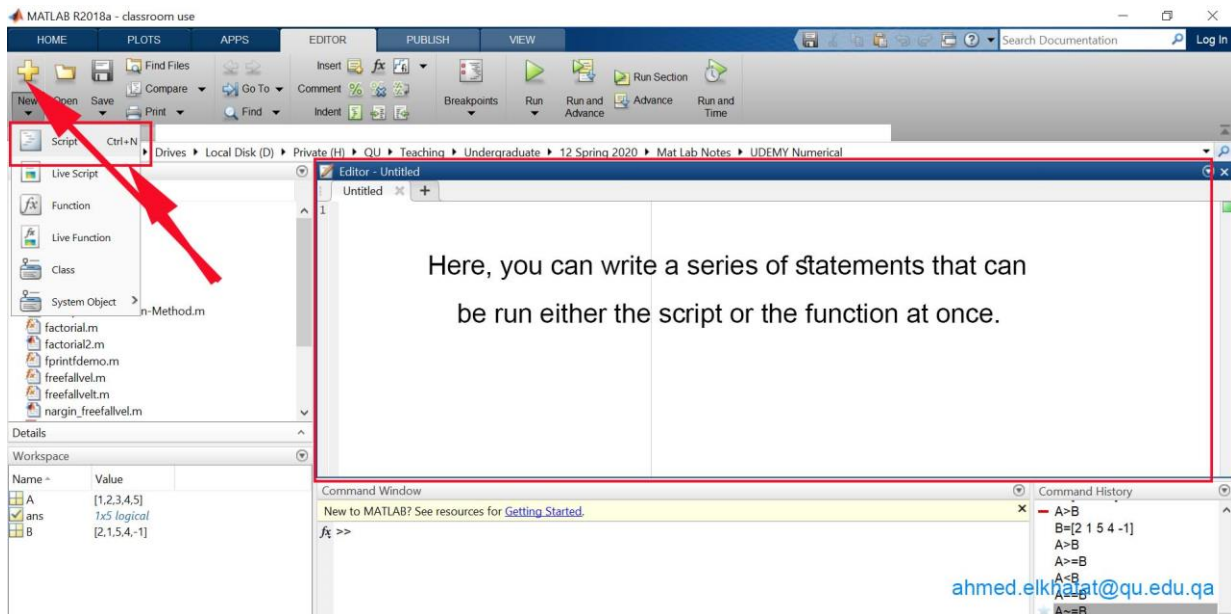 MATLAB R2018a - classroom use
HOME PLOTS APPS EDITOR PUBLISH VIEW
Search Documentation Log In
New Open Save
Find Files
Compare
Print
Go To
Find
Insert fx
Comment %
Indent
Breakpoints
Run
Run and Advance
Run Section
Advance
Run and Time
Script Ctrl+N
Live Script
Function
Live Function
Class
System Object
Drives Local Disk (D) Private (H) QU Teaching Undergraduate 12 Spring 2020 Mat Lab Notes UDEMY Numerical
n-Method.m
factorial.m
factorial2.m
fprintfdemo.m
freefallvel.m
freefallvelt.m
nargin_freefallvel.m
Details
Workspace
Name Value
A [1,2,3,4,5]
ans 1x5 logical
B [2,1,5,4,-1]
Editor - Untitled
Untitled
1
Here, you can write a series of statements that can
be run either the script or the function at once.
Command Window
New to MATLAB? See resources for Getting Started.
fx >>
Command History
A>B
B=[2 1 5 4 -1]
A>B
A>=B
A<B
A==B
A~=B
ahmed.elkhatat@qu.edu.qa